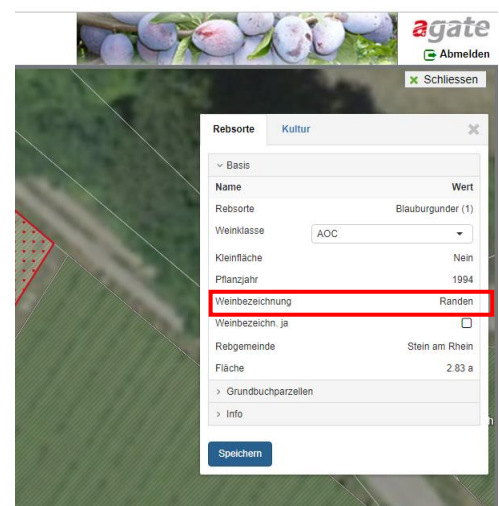 agate
Abmelden
Schliessen
Rebsorte Kultur
Basis
Name Wert
Rebsorte Blauburgunder (1)
Weinklasse AOC
Kleinfläche Nein
Pflanzjahr 1994
Weinbezeichnung Randen
Weinbezeichn. ja
Rebgemeinde Stein am Rhein
Fläche 2.83 a
Grundbuchparzellen
Info
Speichern